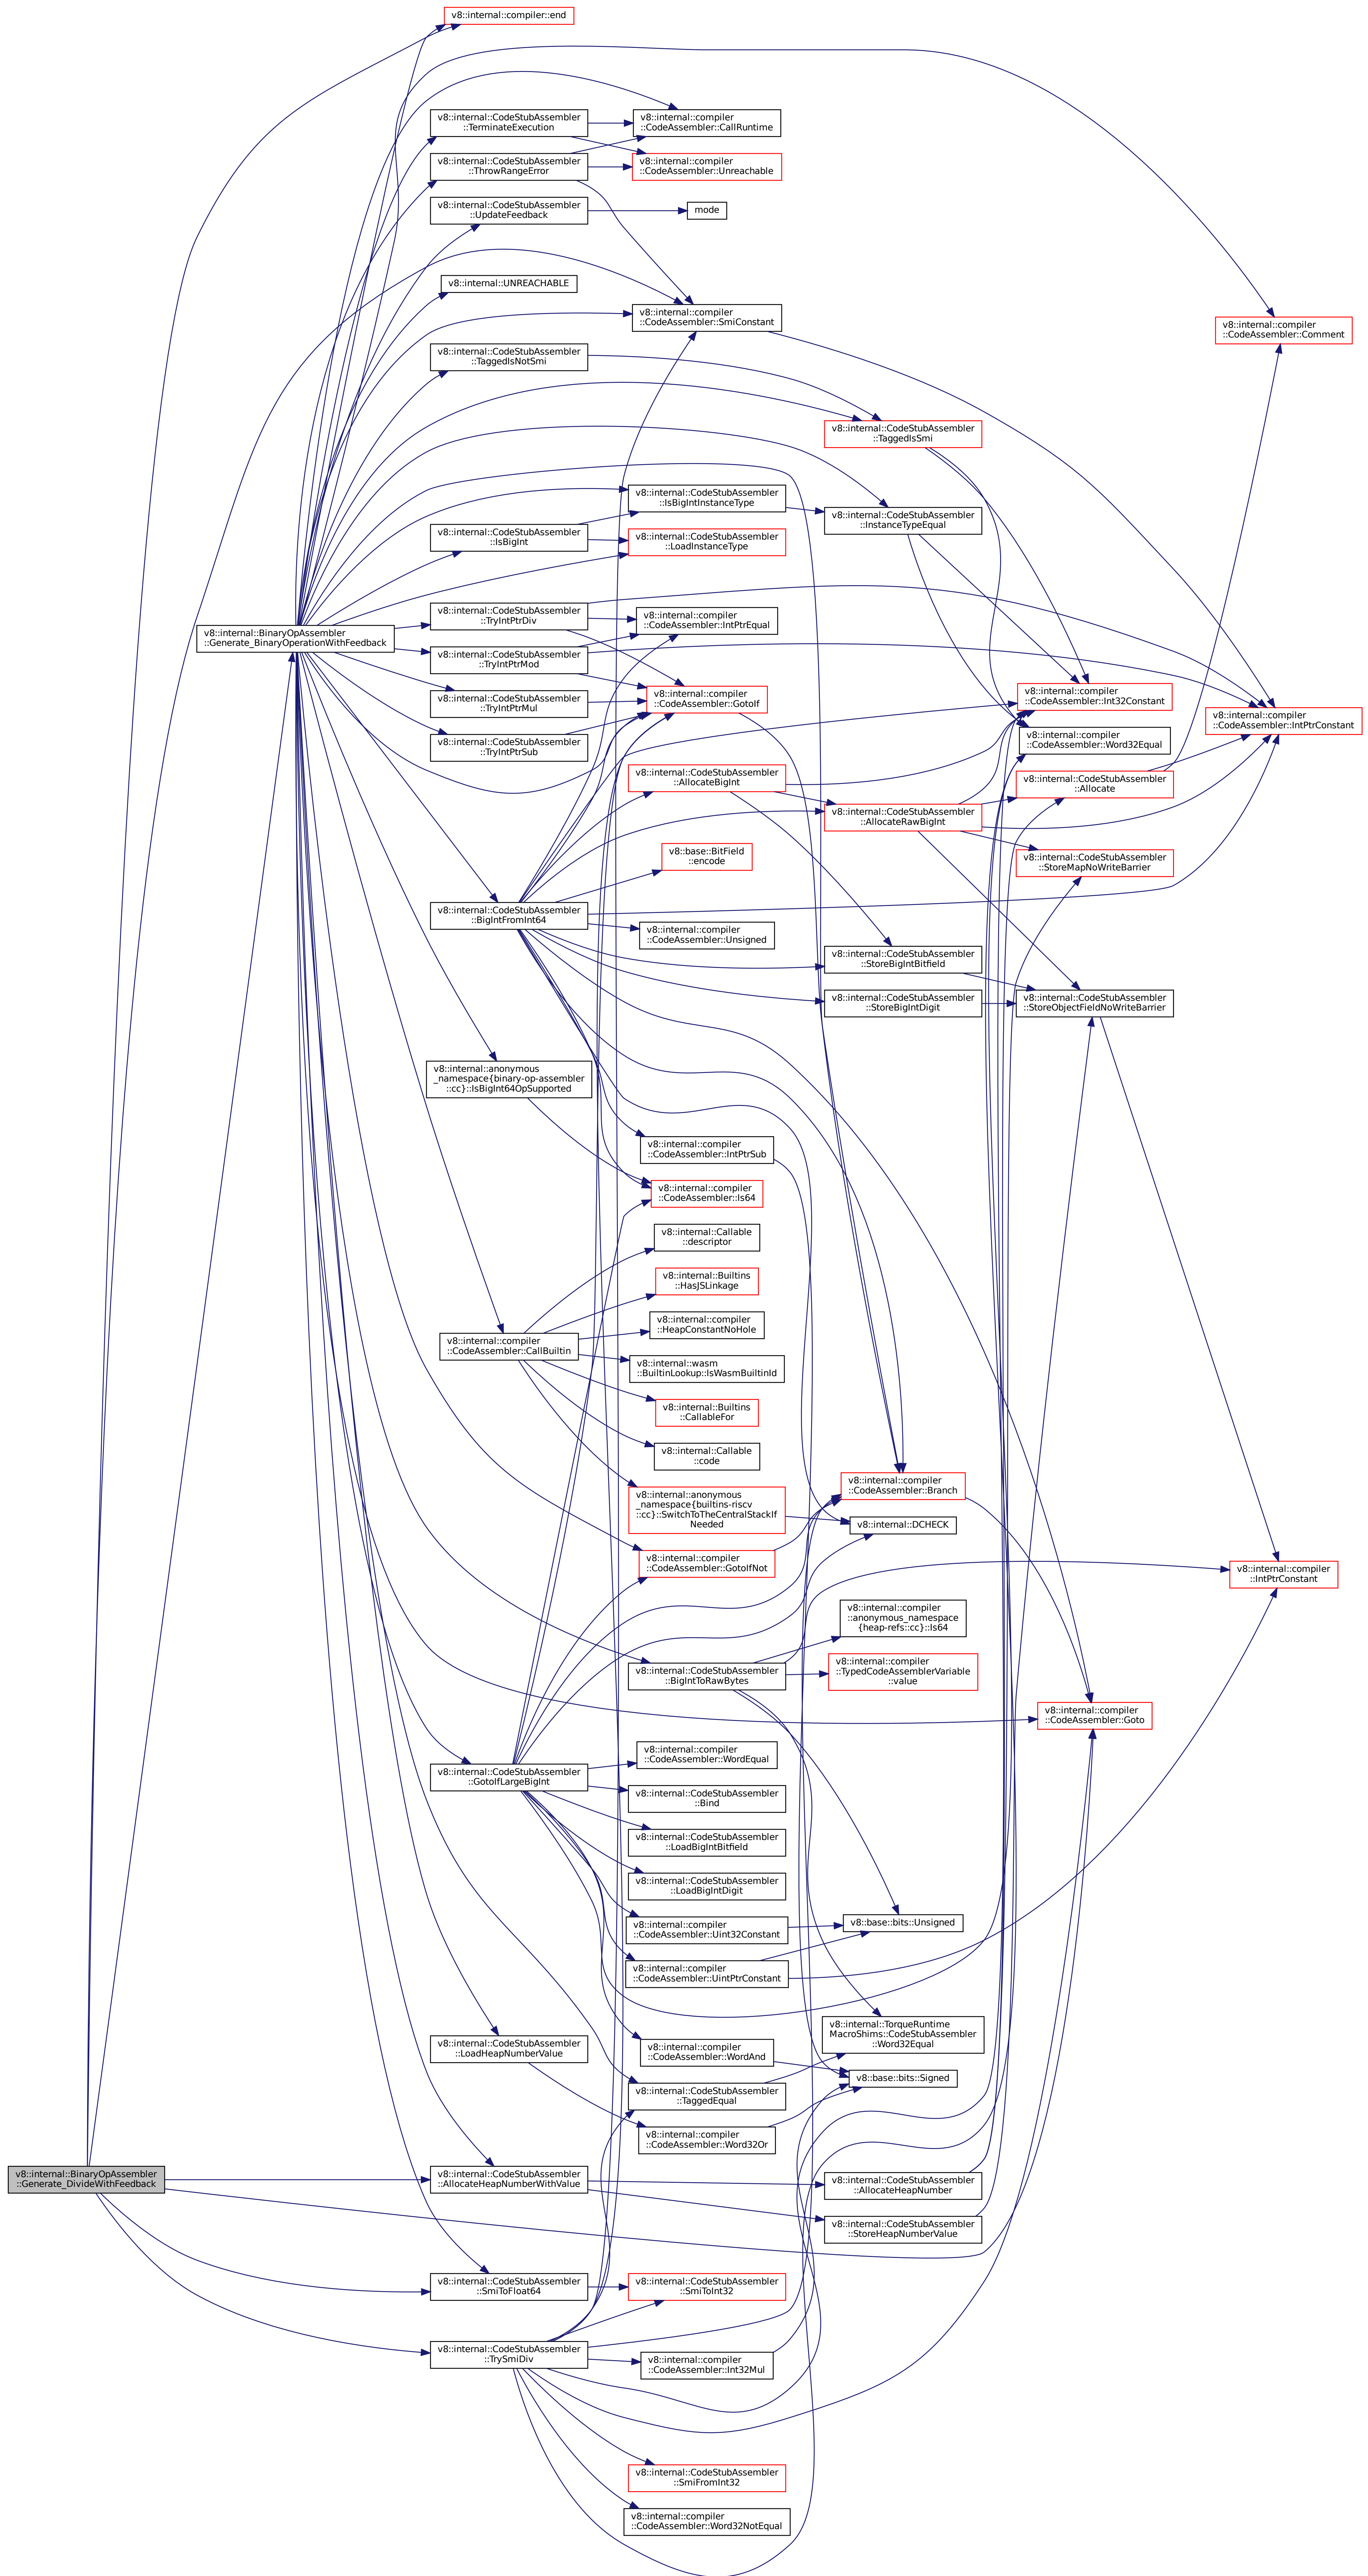 v8::internal::compiler::end
v8::internal::CodeStubAssembler
::TerminateExecution
v8::internal::compiler
::CodeAssembler::CallRuntime
v8::internal::CodeStubAssembler
::ThrowRangeError
v8::internal::compiler
::CodeAssembler::Unreachable
v8::internal::CodeStubAssembler
::UpdateFeedback
mode
v8::internal::UNREACHABLE
v8::internal::compiler
::CodeAssembler::SmiConstant
v8::internal::compiler
::CodeAssembler::Comment
v8::internal::CodeStubAssembler
::TaggedIsNotSmi
v8::internal::CodeStubAssembler
::TaggedIsSmi
v8::internal::CodeStubAssembler
::IsBigIntInstanceType
v8::internal::CodeStubAssembler
::InstanceTypeEqual
v8::internal::CodeStubAssembler
::IsBigInt
v8::internal::CodeStubAssembler
::LoadInstanceType
v8::internal::BinaryOpAssembler
::Generate_BinaryOperationWithFeedback
v8::internal::CodeStubAssembler
::TryIntPtrDiv
v8::internal::compiler
::CodeAssembler::IntPtrEqual
v8::internal::CodeStubAssembler
::TryIntPtrMod
v8::internal::CodeStubAssembler
::TryIntPtrMul
v8::internal::compiler
::CodeAssembler::GotoIf
v8::internal::compiler
::CodeAssembler::Int32Constant
v8::internal::compiler
::CodeAssembler::IntPtrConstant
v8::internal::CodeStubAssembler
::TryIntPtrSub
v8::internal::compiler
::CodeAssembler::Word32Equal
v8::internal::CodeStubAssembler
::AllocateBigInt
v8::internal::CodeStubAssembler
::Allocate
v8::internal::CodeStubAssembler
::AllocateRawBigInt
v8::base::BitField
::encode
v8::internal::CodeStubAssembler
::StoreMapNoWriteBarrier
v8::internal::CodeStubAssembler
::BigIntFromInt64
v8::internal::compiler
::CodeAssembler::Unsigned
v8::internal::CodeStubAssembler
::StoreBigIntBitfield
v8::internal::CodeStubAssembler
::StoreBigIntDigit
v8::internal::CodeStubAssembler
::StoreObjectFieldNoWriteBarrier
v8::internal::anonymous
_namespace{binary-op-assembler
::cc}::IsBigInt64OpSupported
v8::internal::compiler
::CodeAssembler::IntPtrSub
v8::internal::compiler
::CodeAssembler::Is64
v8::internal::Callable
::descriptor
v8::internal::Builtins
::HasJSLinkage
v8::internal::compiler
::HeapConstantNoHole
v8::internal::compiler
::CodeAssembler::CallBuiltin
v8::internal::wasm
::BuiltinLookup::IsWasmBuiltinId
v8::internal::Builtins
::CallableFor
v8::internal::Callable
::code
v8::internal::compiler
::CodeAssembler::Branch
v8::internal::anonymous
_namespace{builtins-riscv
::cc}::SwitchToTheCentralStackIf
Needed
v8::internal::DCHECK
v8::internal::compiler
::CodeAssembler::GotoIfNot
v8::internal::compiler
::IntPtrConstant
v8::internal::compiler
::anonymous_namespace
{heap-refs::cc}::Is64
v8::internal::CodeStubAssembler
::BigIntToRawBytes
v8::internal::compiler
::TypedCodeAssemblerVariable
::value
v8::internal::compiler
::CodeAssembler::Goto
v8::internal::compiler
::CodeAssembler::WordEqual
v8::internal::CodeStubAssembler
::GotoIfLargeBigInt
v8::internal::CodeStubAssembler
::Bind
v8::internal::CodeStubAssembler
::LoadBigIntBitfield
v8::internal::CodeStubAssembler
::LoadBigIntDigit
v8::internal::compiler
::CodeAssembler::Uint32Constant
v8::base::bits::Unsigned
v8::internal::compiler
::CodeAssembler::UintPtrConstant
v8::internal::CodeStubAssembler
::LoadHeapNumberValue
v8::internal::compiler
::CodeAssembler::WordAnd
v8::internal::TorqueRuntime
MacroShims::CodeStubAssembler
::Word32Equal
v8::base::bits::Signed
v8::internal::CodeStubAssembler
::TaggedEqual
v8::internal::compiler
::CodeAssembler::Word32Or
v8::internal::BinaryOpAssembler
::Generate_DivideWithFeedback
v8::internal::CodeStubAssembler
::AllocateHeapNumberWithValue
v8::internal::CodeStubAssembler
::AllocateHeapNumber
v8::internal::CodeStubAssembler
::StoreHeapNumberValue
v8::internal::CodeStubAssembler
::SmiToFloat64
v8::internal::CodeStubAssembler
::SmiToInt32
v8::internal::CodeStubAssembler
::TrySmiDiv
v8::internal::compiler
::CodeAssembler::Int32Mul
v8::internal::CodeStubAssembler
::SmiFromInt32
v8::internal::compiler
::CodeAssembler::Word32NotEqual